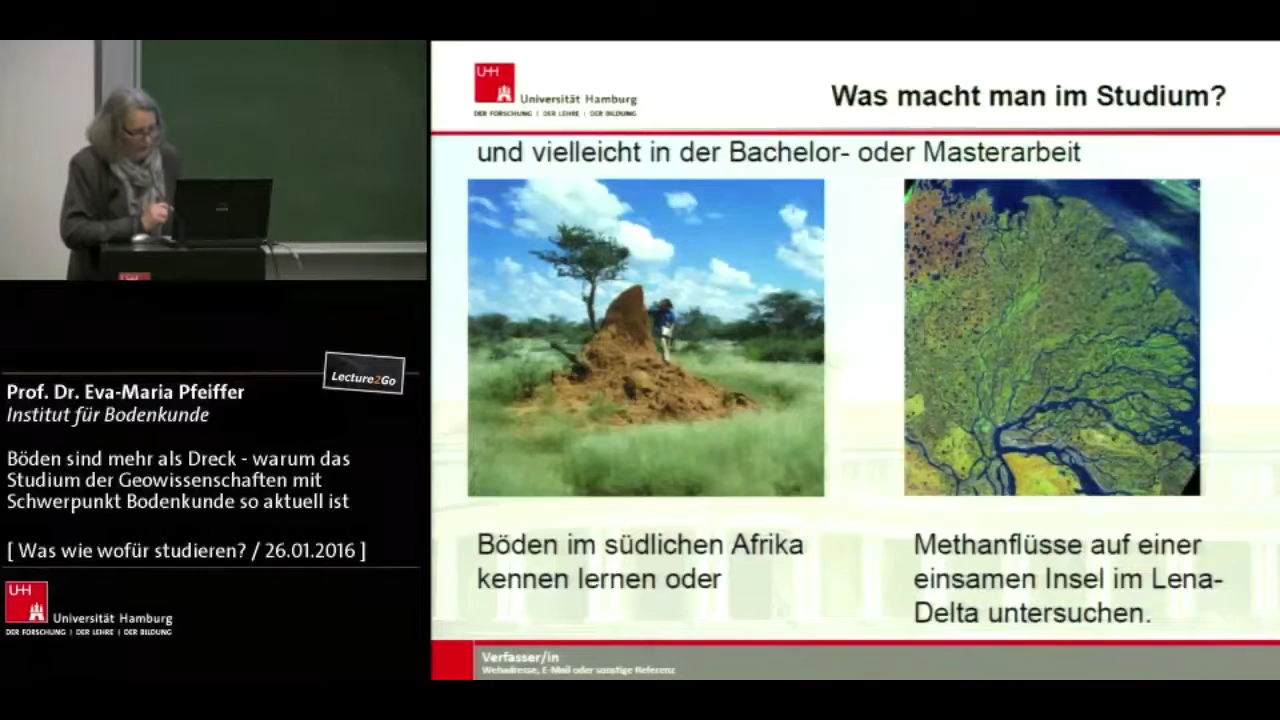 Prof. Dr. Eva-Maria Pfeiffer
Institut für Bodenkunde
Lecture2Go
Böden sind mehr als Dreck - warum das
Studium der Geowissenschaften mit
Schwerpunkt Bodenkunde so aktuell ist
[ Was wie wofür studieren? / 26.01.2016 ]
UHH
Universität Hamburg
DER FORSCHUNG | DER LEHRE | DER BILDUNG
UHH
Universität Hamburg
DER FORSCHUNG | DER LEHRE | DER BILDUNG
Was macht man im Studium?
und vielleicht in der Bachelor- oder Masterarbeit
Böden im südlichen Afrika
kennen lernen oder
Methanflüsse auf einer
einsamen Insel im Lena-
Delta untersuchen.
Verfasser/in
Webadresse, E-Mail oder sonstige Referenz